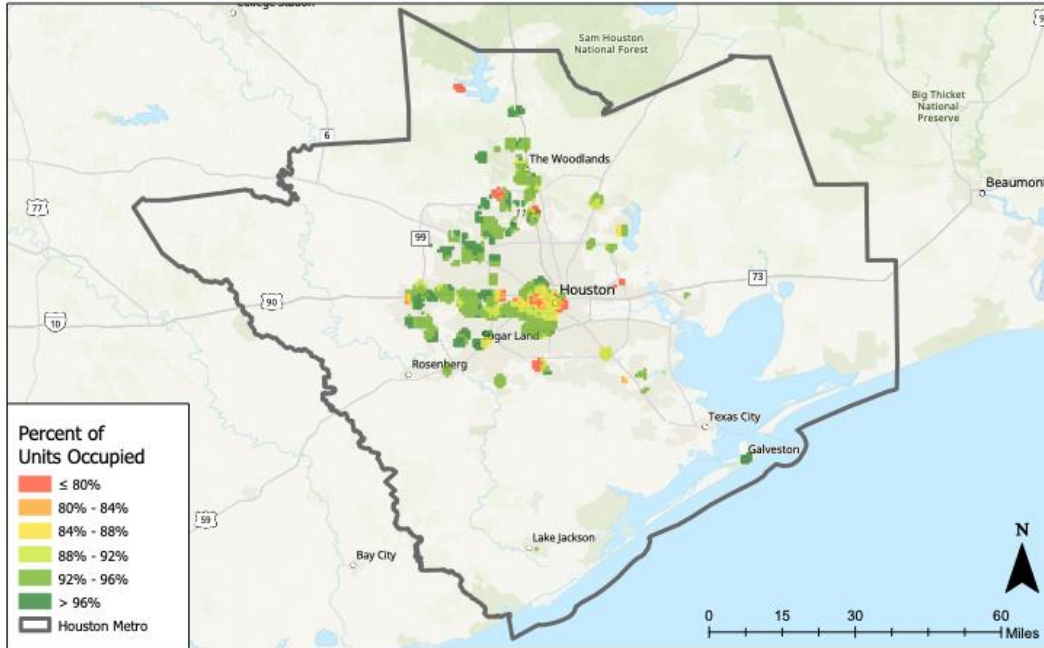 College Station
Sam Houston
National Forest
Big Thicket
National
Preserve
6
The Woodlands
Beaumont
77
99
73
Houston
90
10
Sugar Land
Rosenberg
Texas City
Galveston
Percent of
Units Occupied
≤ 80%
80% - 84%
84% - 88%
88% - 92%
92% - 96%
> 96%
Houston Metro
59
Lake Jackson
Bay City
N
0 15 30 60
Miles